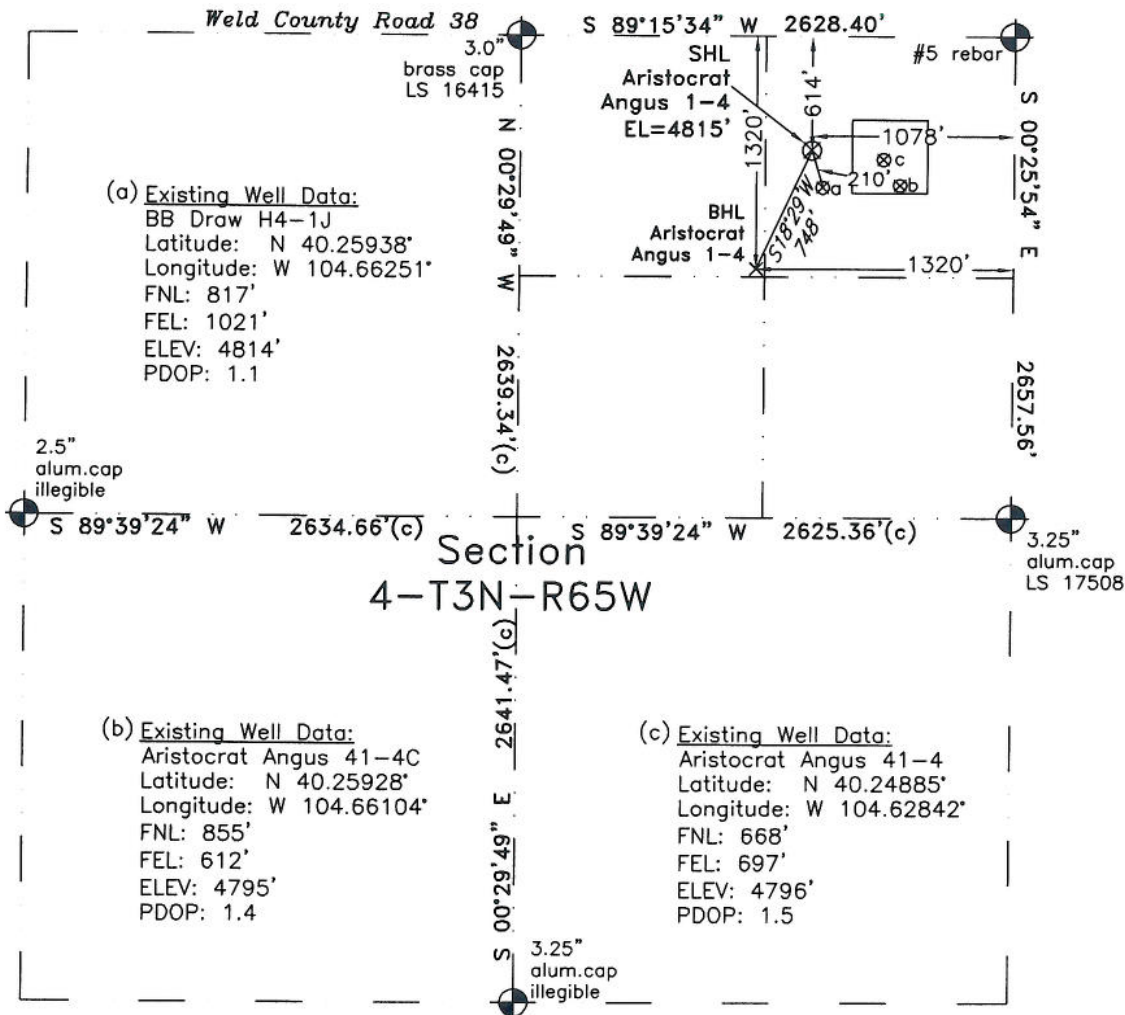 Weld County Road 38
S 89°15'34" W 2628.40'
3.0"
brass cap
LS 16415
#5 rebar
SHL
Aristocrat
Angus 1-4
EL=4815'
614'
1320'
1078'
210'
a
b
c
S18°29'W
748'
BHL
Aristocrat
Angus 1-4
1320'
N 00°29'49" W 2639.34'(c)
S 00°25'54" E 2657.56'
(a) Existing Well Data:
BB Draw H4-1J
Latitude: N 40.25938°
Longitude: W 104.66251°
FNL: 817'
FEL: 1021'
ELEV: 4814'
PDOP: 1.1
2.5"
alum.cap
illegible
S 89°39'24" W 2634.66'(c)
S 89°39'24" W 2625.36'(c)
3.25"
alum.cap
LS 17508
Section
4-T3N-R65W
S 00°29'49" E 2641.47'(c)
(b) Existing Well Data:
Aristocrat Angus 41-4C
Latitude: N 40.25928°
Longitude: W 104.66104°
FNL: 855'
FEL: 612'
ELEV: 4795'
PDOP: 1.4
(c) Existing Well Data:
Aristocrat Angus 41-4
Latitude: N 40.24885°
Longitude: W 104.62842°
FNL: 668'
FEL: 697'
ELEV: 4796'
PDOP: 1.5
3.25"
alum.cap
illegible